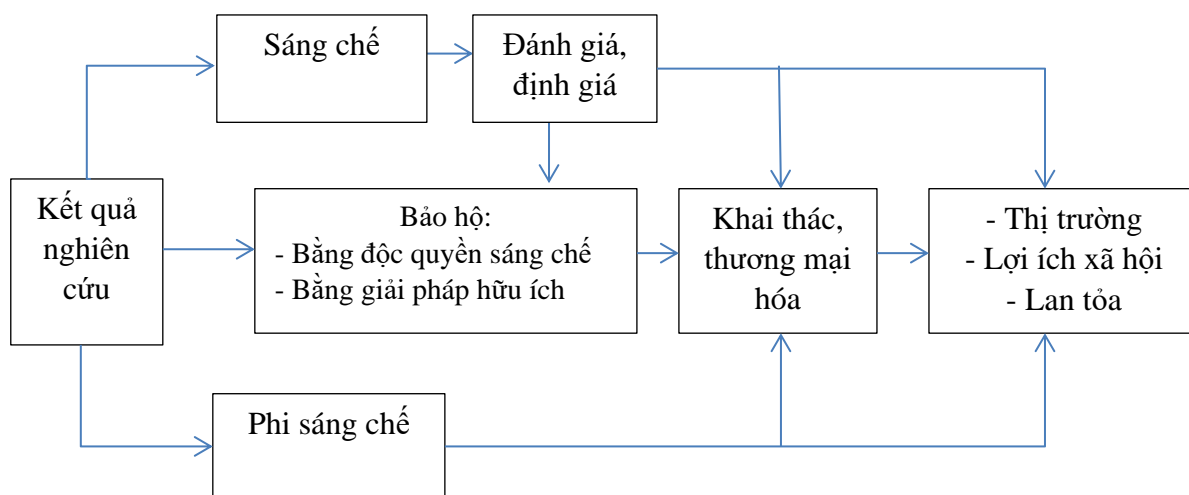 Sáng chế
Đánh giá,
định giá
Kết quả
nghiên
cứu
Bảo hộ:
- Bằng độc quyền sáng chế
- Bằng giải pháp hữu ích
Khai thác,
thương mại
hóa
- Thị trường
- Lợi ích xã hội
- Lan tỏa
Phi sáng chế